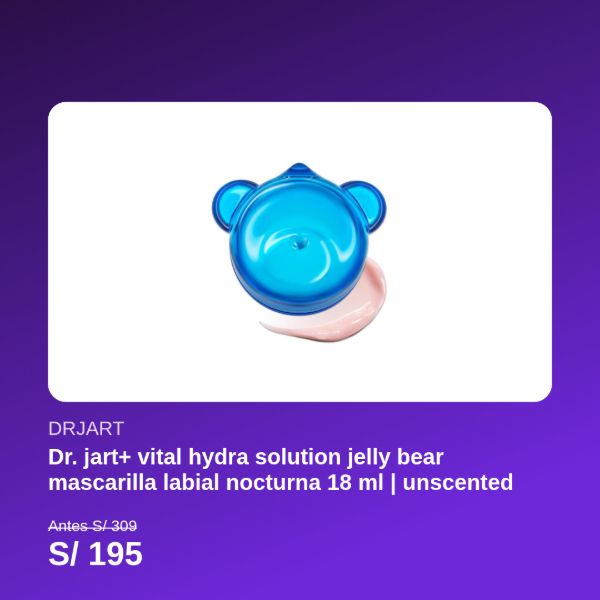 DRJART
Dr. jart+ vital hydra solution jelly bear
mascarilla labial nocturna 18 ml | unscented
Antes S/ 309
S/ 195